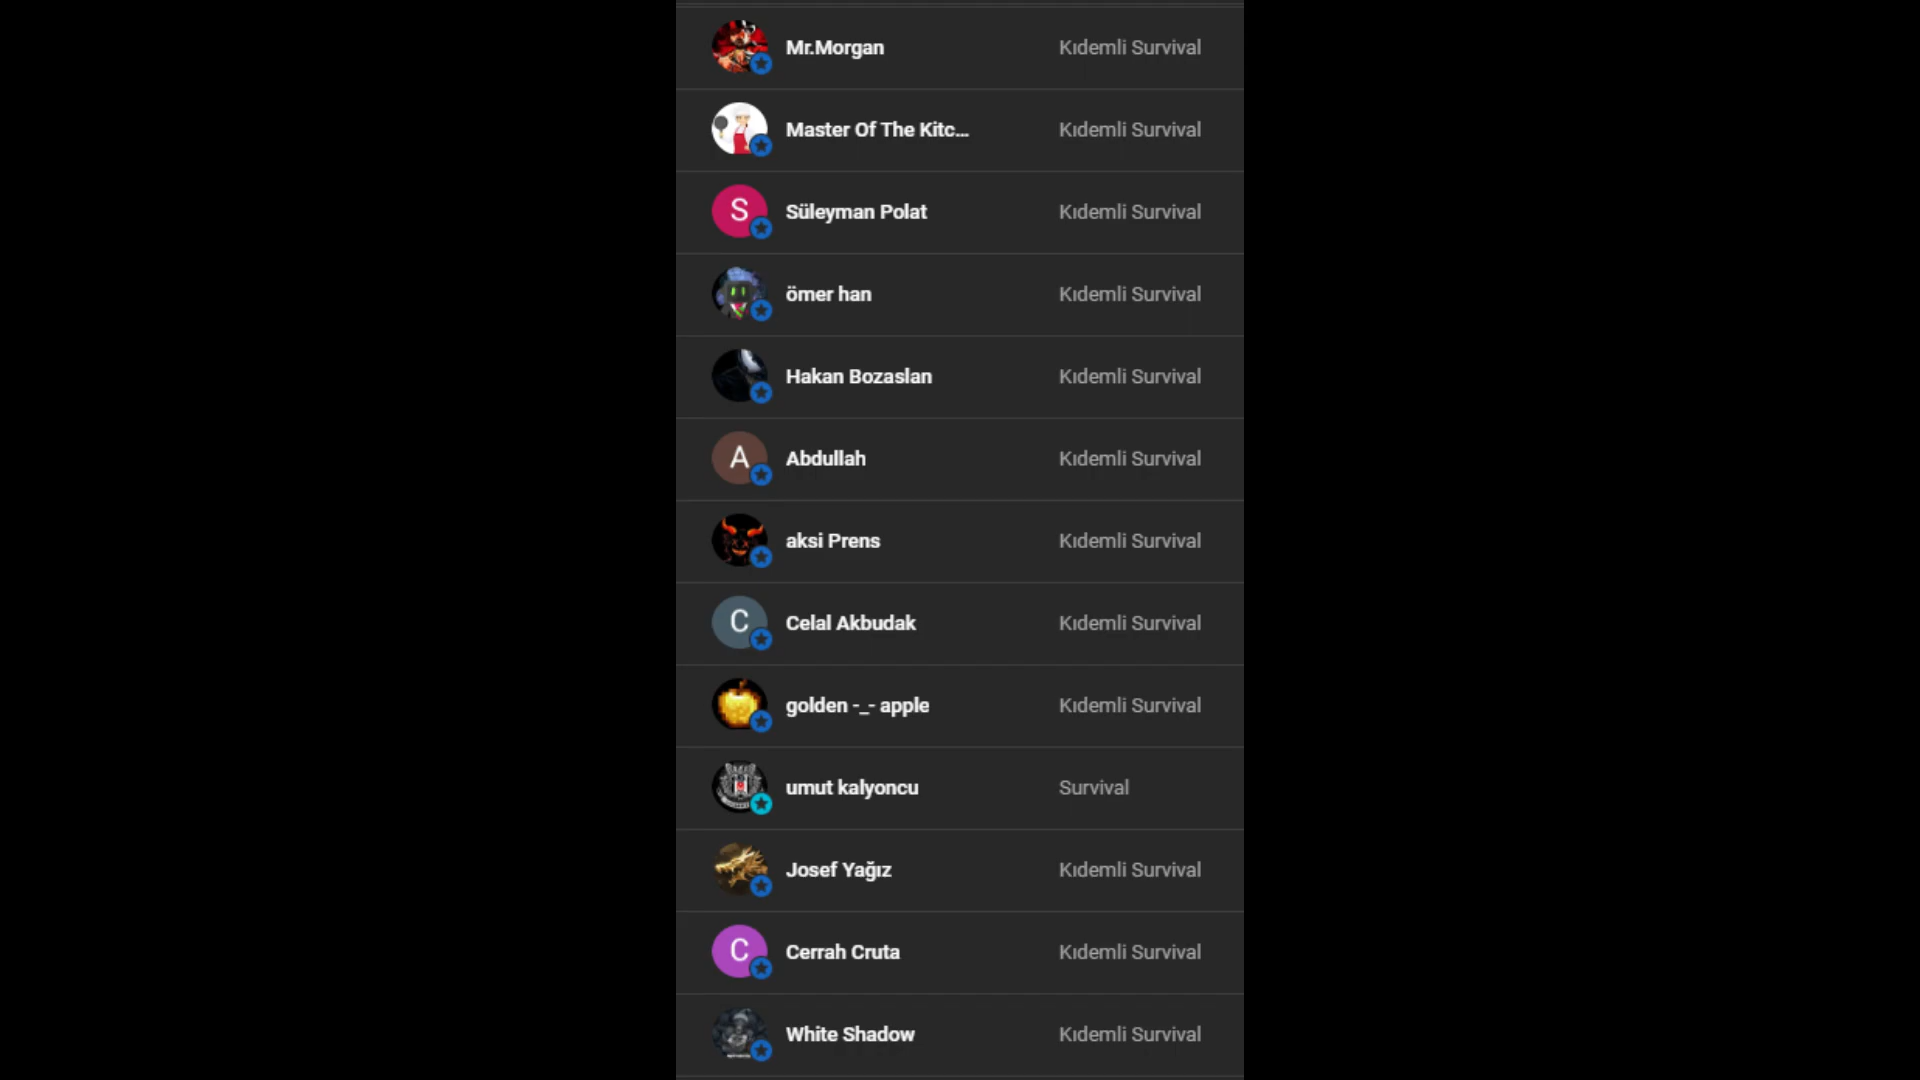 Mr.Morgan Kıdemli Survival
Master Of The Kitc... Kıdemli Survival
S Süleyman Polat Kıdemli Survival
ömer han Kıdemli Survival
Hakan Bozaslan Kıdemli Survival
A Abdullah Kıdemli Survival
aksi Prens Kıdemli Survival
C Celal Akbudak Kıdemli Survival
golden -_- apple Kıdemli Survival
umut kalyoncu Survival
Josef Yağız Kıdemli Survival
C Cerrah Cruta Kıdemli Survival
White Shadow Kıdemli Survival